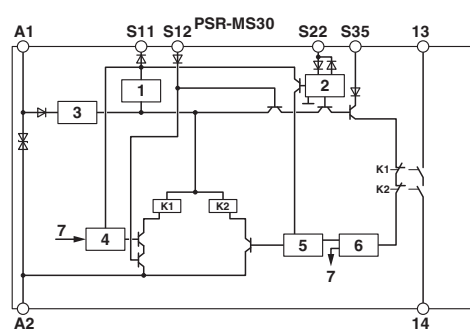 PSR-MS30
A1 S11 S12 S22 S35 13
1
2
3
K1
K2
K1 K2
7 4 5 6
7
A2 14